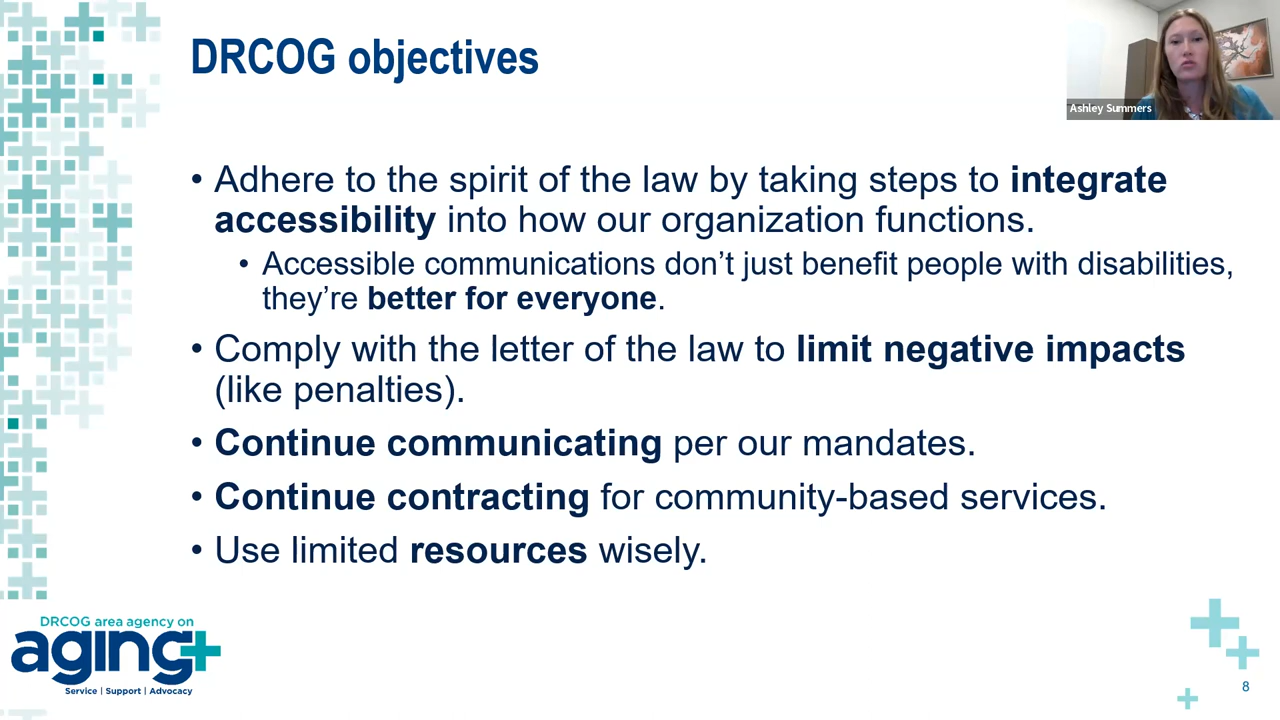 DRCOG objectives
Ashley Summers
• Adhere to the spirit of the law by taking steps to integrate
accessibility into how our organization functions.
• Accessible communications don’t just benefit people with disabilities,
they’re better for everyone.
• Comply with the letter of the law to limit negative impacts
(like penalties).
• Continue communicating per our mandates.
• Continue contracting for community-based services.
• Use limited resources wisely.
DRCOG area agency on
aging+
Service | Support | Advocacy
8